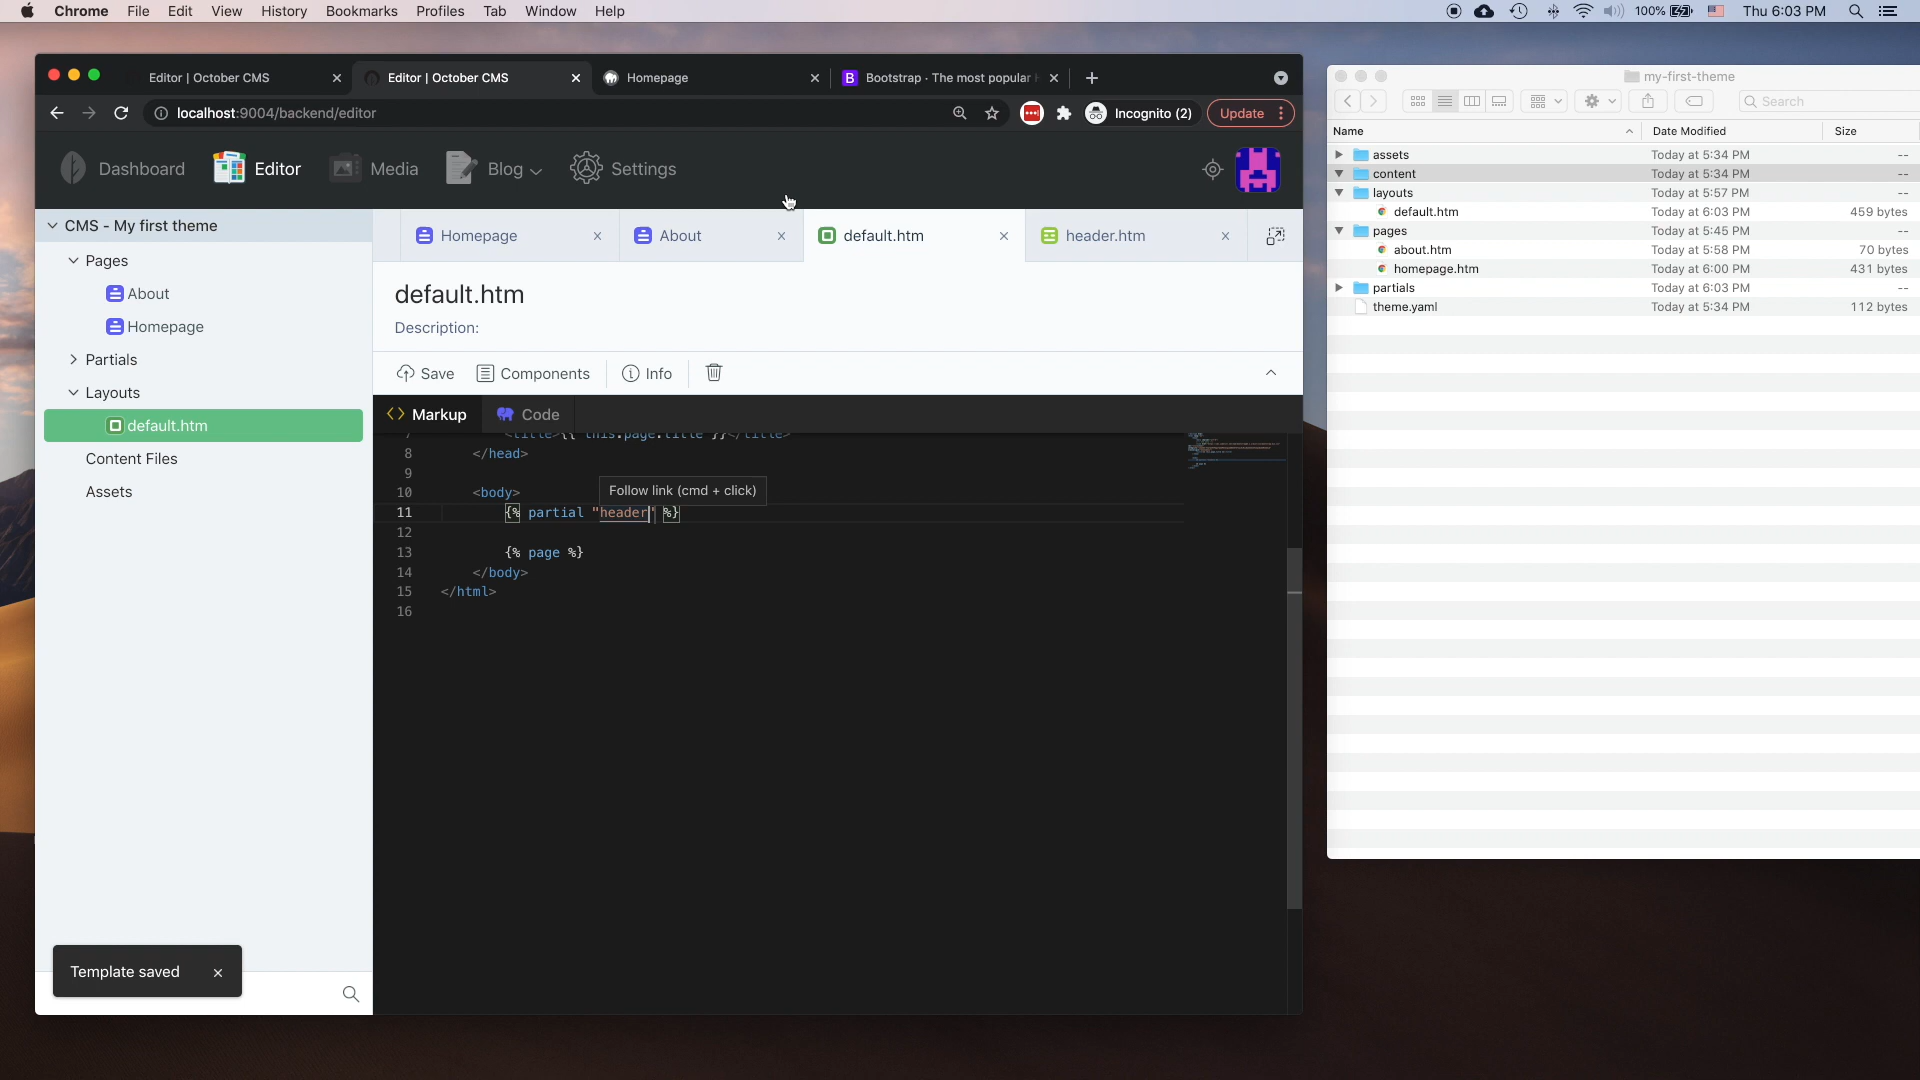 Chrome File Edit View History Bookmarks Profiles Tab Window Help 100% Thu 6:03 PM
Editor | October CMS
Editor | October CMS
Homepage
Bootstrap · The most popular
localhost:9004/backend/editor
Incognito (2)
Update
Dashboard
Editor
Media
Blog
Settings
CMS - My first theme
Pages
About
Homepage
Partials
Layouts
default.htm
Content Files
Assets
Template saved
Homepage
About
default.htm
header.htm
default.htm
Description:
Save
Components
Info
Markup
Code
7 <title>{{ this.page.title }}</title>
8 </head>
9
10 <body>
Follow link (cmd + click)
11 {% partial "header" %}
12
13 {% page %}
14 </body>
15 </html>
16
my-first-theme
Search
Name Date Modified Size
assets Today at 5:34 PM --
content Today at 5:34 PM --
layouts Today at 5:57 PM --
default.htm Today at 6:03 PM 459 bytes
pages Today at 5:45 PM --
about.htm Today at 5:58 PM 70 bytes
homepage.htm Today at 6:00 PM 431 bytes
partials Today at 6:03 PM --
theme.yaml Today at 5:34 PM 112 bytes